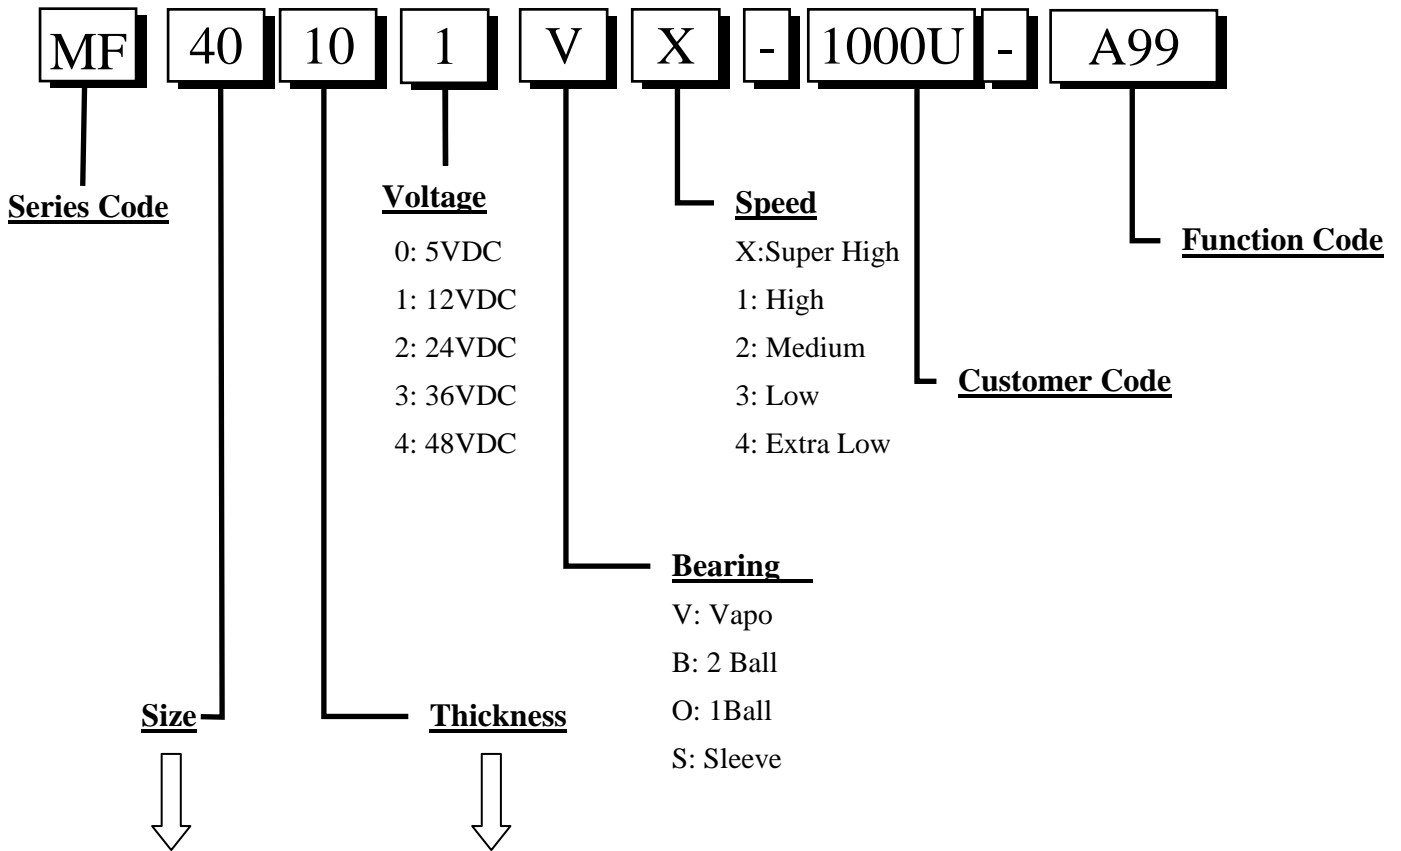 MF 40 10 1 V X - 1000U - A99
Series Code
Voltage
0: 5VDC
1: 12VDC
2: 24VDC
3: 36VDC
4: 48VDC
Speed
X:Super High
1: High
2: Medium
3: Low
4: Extra Low
Function Code
Customer Code
Bearing
V: Vapo
B: 2 Ball
O: 1Ball
S: Sleeve
Size
Thickness